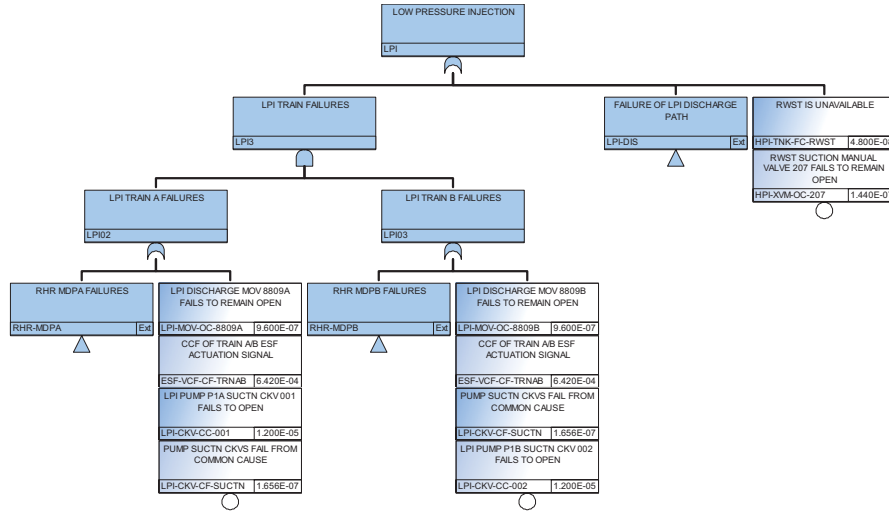 LOW PRESSURE INJECTION
LPI
LPI TRAIN FAILURES
LPI3
FAILURE OF LPI DISCHARGE
PATH
LPI-DIS Ext
RWST IS UNAVAILABLE
HPI-TNK-FC-RWST 4.800E-08
RWST SUCTION MANUAL
VALVE 207 FAILS TO REMAIN
OPEN
HPI-XVM-OC-207 1.440E-07
LPI TRAIN A FAILURES
LPI02
LPI TRAIN B FAILURES
LPI03
RHR MDPA FAILURES
RHR-MDPA Ext
LPI DISCHARGE MOV 8809A
FAILS TO REMAIN OPEN
LPI-MOV-OC-8809A 9.600E-07
CCF OF TRAIN A/B ESF
ACTUATION SIGNAL
ESF-VCF-CF-TRNAB 6.420E-04
LPI PUMP P1A SUCTN CKV 001
FAILS TO OPEN
LPI-CKV-CC-001 1.200E-05
PUMP SUCTN CKVS FAIL FROM
COMMON CAUSE
LPI-CKV-CF-SUCTN 1.656E-07
RHR MDPB FAILURES
RHR-MDPB Ext
LPI DISCHARGE MOV 8809B
FAILS TO REMAIN OPEN
LPI-MOV-OC-8809B 9.600E-07
CCF OF TRAIN A/B ESF
ACTUATION SIGNAL
ESF-VCF-CF-TRNAB 6.420E-04
PUMP SUCTN CKVS FAIL FROM
COMMON CAUSE
LPI-CKV-CF-SUCTN 1.656E-07
LPI PUMP P1B SUCTN CKV 002
FAILS TO OPEN
LPI-CKV-CC-002 1.200E-05